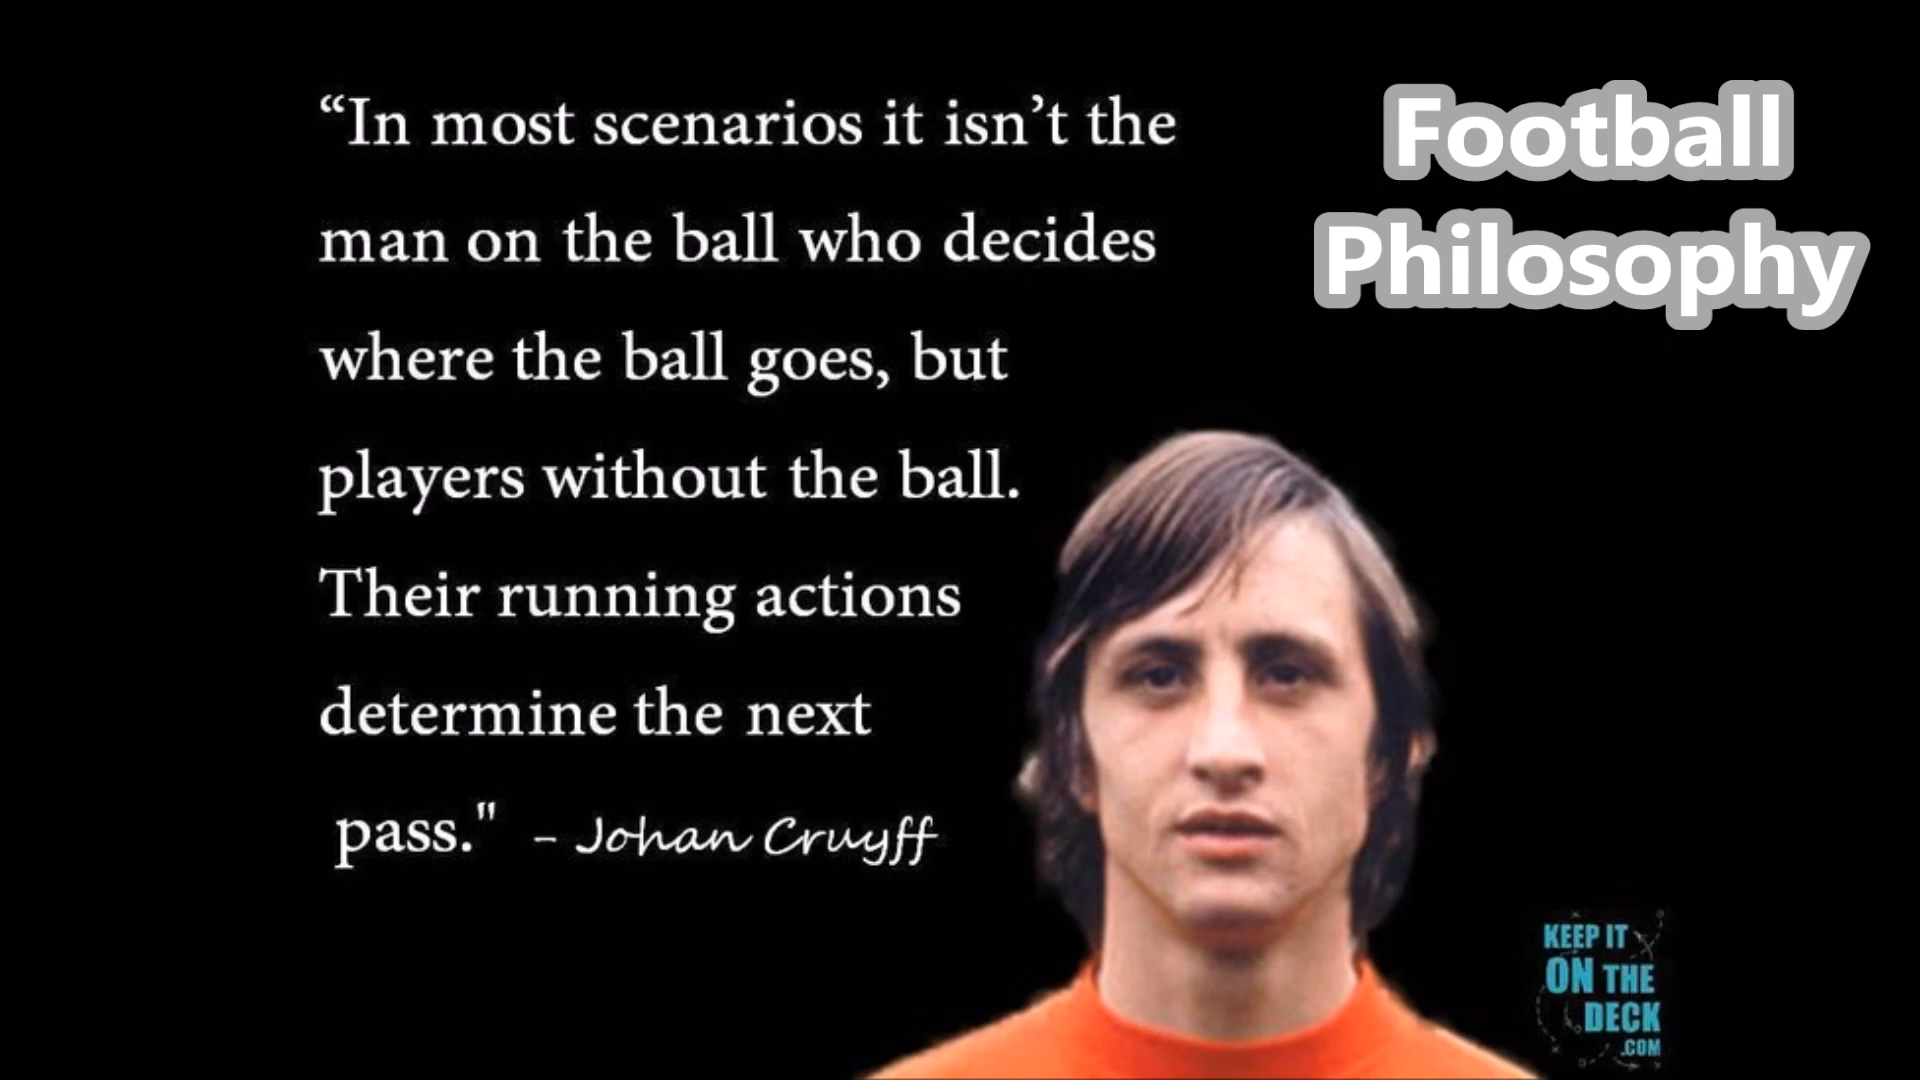 “In most scenarios it isn’t the
man on the ball who decides
where the ball goes, but
players without the ball.
Their running actions
determine the next
pass." - Johan Cruyff
Football
Philosophy
KEEP IT
ON THE
DECK
.COM